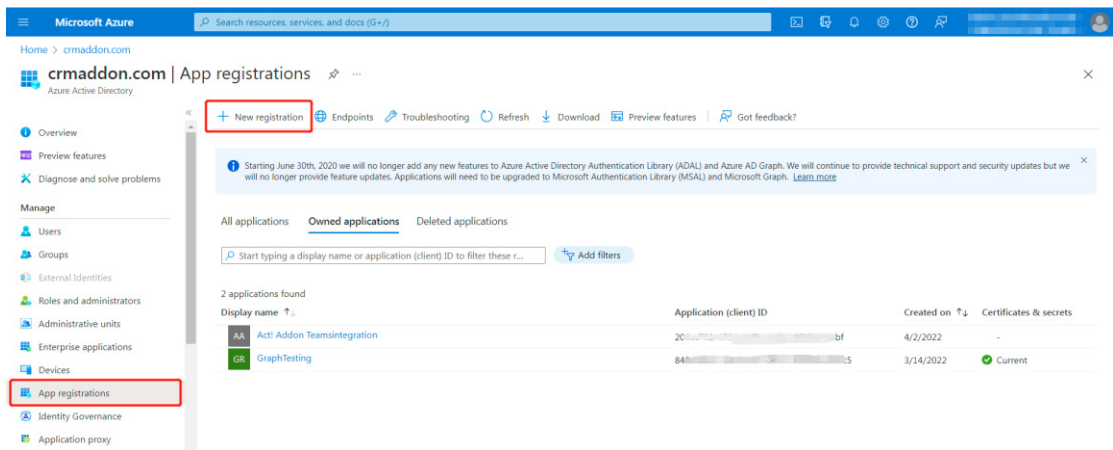 Microsoft Azure
Search resources, services, and docs (G+/)
Home > crmaddon.com
crmaddon.com | App registrations
Azure Active Directory
New registration Endpoints Troubleshooting Refresh Download Preview features Got feedback?
Overview
Preview features
Diagnose and solve problems
Manage
Users
Groups
External Identities
Roles and administrators
Administrative units
Enterprise applications
Devices
App registrations
Identity Governance
Application proxy
Starting June 30th, 2020 we will no longer add any new features to Azure Active Directory Authentication Library (ADAL) and Azure AD Graph. We will continue to provide technical support and security updates but we
will no longer provide feature updates. Applications will need to be upgraded to Microsoft Authentication Library (MSAL) and Microsoft Graph. Learn more
All applications Owned applications Deleted applications
Start typing a display name or application (client) ID to filter these r...
Add filters
2 applications found
Display name Application (client) ID Created on Certificates & secrets
AA Act! Addon Teamsintegration bf 4/2/2022 -
GR GraphTesting 3/14/2022 Current